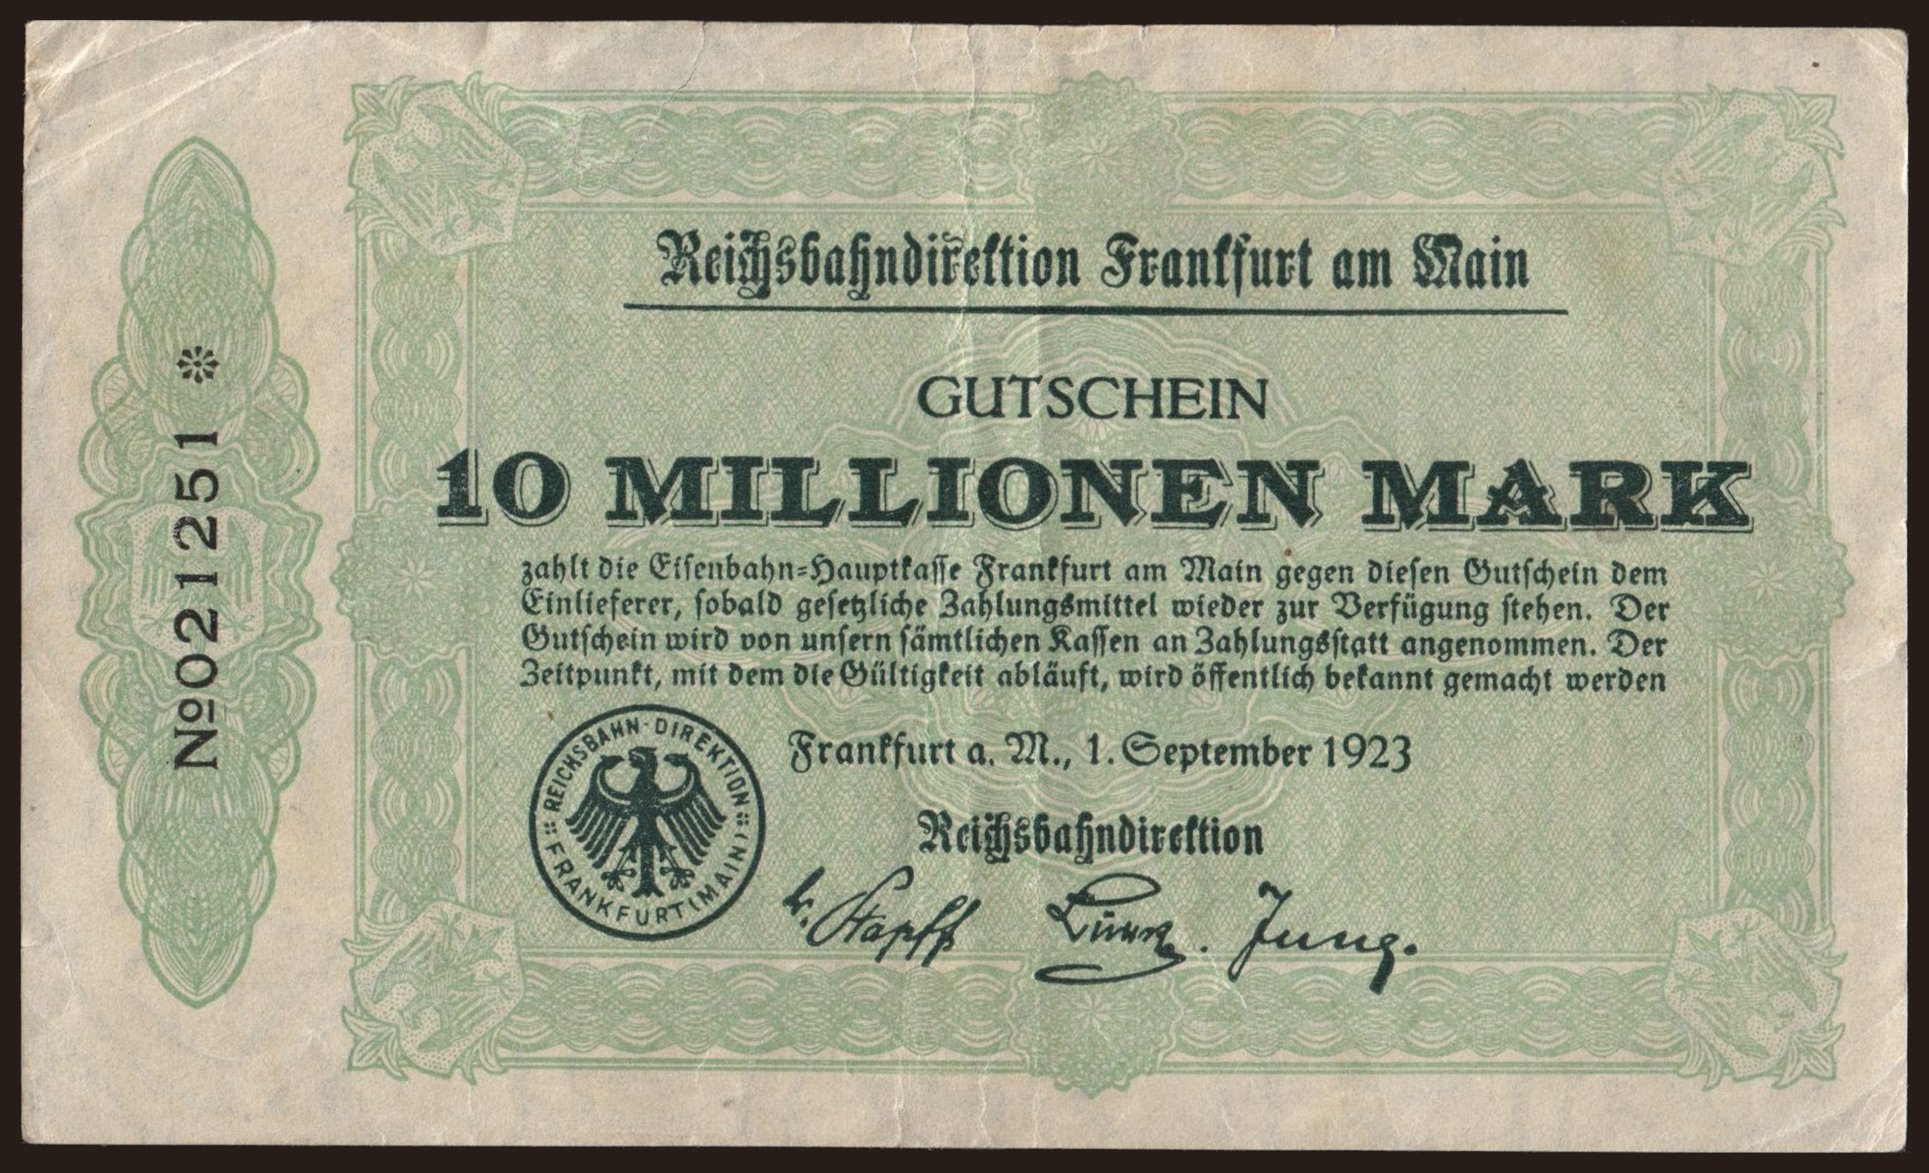 Reichsbahndirektion Frankfurt am Main
GUTSCHEIN
10 MILLIONEN MARK
zahlt die Eisenbahn=Hauptkasse Frankfurt am Main gegen diesen Gutschein dem
Einlieferer, sobald gesetzliche Zahlungsmittel wieder zur Verfügung stehen. Der
Gutschein wird von unsern sämtlichen Kassen an Zahlungsstatt angenommen. Der
Zeitpunkt, mit dem die Gültigkeit abläuft, wird öffentlich bekannt gemacht werden
Frankfurt a. M., 1. September 1923
Reichsbahndirektion
Stapff Jung.
REICHSBAHN-DIREKTION
FRANKFURT (MAIN)
№021251 *